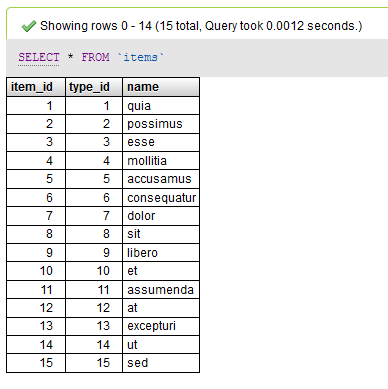 Showing rows 0 - 14 (15 total, Query took 0.0012 seconds.)
SELECT * FROM `items`
item_id type_id name
1 1 quia
2 2 possimus
3 3 esse
4 4 mollitia
5 5 accusamus
6 6 consequatur
7 7 dolor
8 8 sit
9 9 libero
10 10 et
11 11 assumenda
12 12 at
13 13 excepturi
14 14 ut
15 15 sed